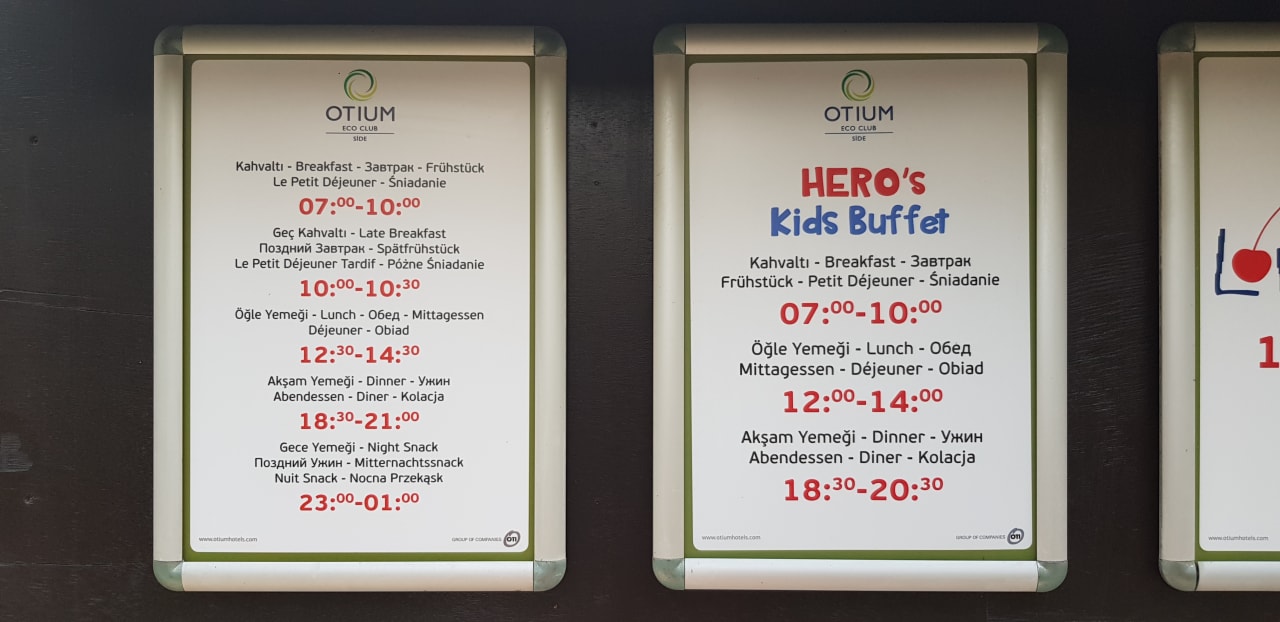 OTIUM
ECO CLUB
SİDE
Kahvaltı - Breakfast - Завтрак - Frühstück
Le Petit Déjeuner - Śniadanie
07:00-10:00
Geç Kahvaltı - Late Breakfast
Поздний Завтрак - Spätfrühstück
Le Petit Déjeuner Tardif - Póżne Śniadanie
10:00-10:30
Öğle Yemeği - Lunch - Обед - Mittagessen
Déjeuner - Obiad
12:30-14:30
Akşam Yemeği - Dinner - Ужин
Abendessen - Diner - Kolacja
18:30-21:00
Gece Yemeği - Night Snack
Поздний Ужин - Mitternachtssnack
Nuit Snack - Nocna Przekąsk
23:00-01:00
www.otiumhotels.com
GROUP OF COMPANIES
oti
OTIUM
ECO CLUB
SİDE
HERO's
Kids Buffet
Kahvaltı - Breakfast - Завтрак
Frühstück - Petit Déjeuner - Śniadanie
07:00-10:00
Öğle Yemeği - Lunch - Обед
Mittagessen - Déjeuner - Obiad
12:00-14:00
Akşam Yemeği - Dinner - Ужин
Abendessen - Diner - Kolacja
18:30-20:30
www.otiumhotels.com
GROUP OF COMPANIES
oti
1
www.otiumhotels.com